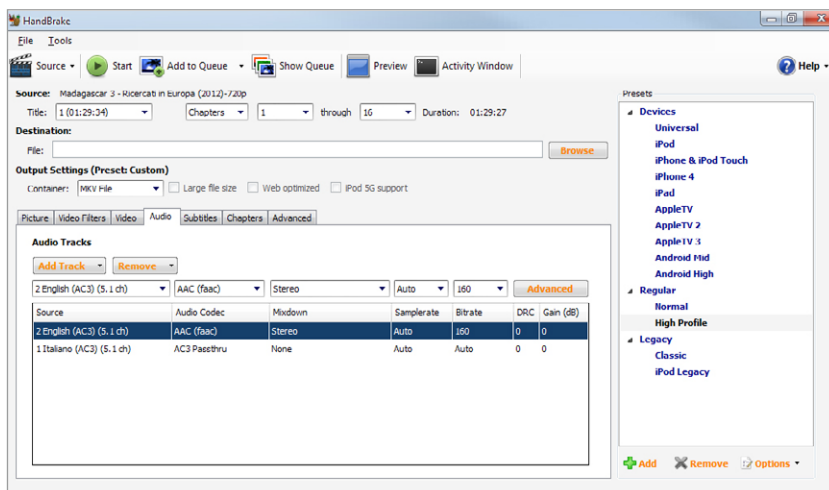 HandBrake
File Tools
Source Start Add to Queue Show Queue Preview Activity Window Help
Source: Madagascar 3 - Ricercati in Europa (2012)-720p
Title: 1 (01:29:34) Chapters 1 through 16 Duration: 01:29:27
Destination:
File: Browse
Output Settings (Preset: Custom)
Container: MKV File Large file size Web optimized iPod 5G support
Picture Video Filters Video Audio Subtitles Chapters Advanced
Audio Tracks
Add Track Remove
2 English (AC3) (5.1 ch) AAC (faac) Stereo Auto 160 Advanced
Source Audio Codec Mixdown Samplerate Bitrate DRC Gain (dB)
2 English (AC3) (5.1 ch) AAC (faac) Stereo Auto 160 0 0
1 Italiano (AC3) (5.1 ch) AC3 Passthru None Auto Auto 0 0
Presets
Devices
Universal
iPod
iPhone & iPod Touch
iPhone 4
iPad
AppleTV
AppleTV 2
AppleTV 3
Android Mid
Android High
Regular
Normal
High Profile
Legacy
Classic
iPod Legacy
Add Remove Options